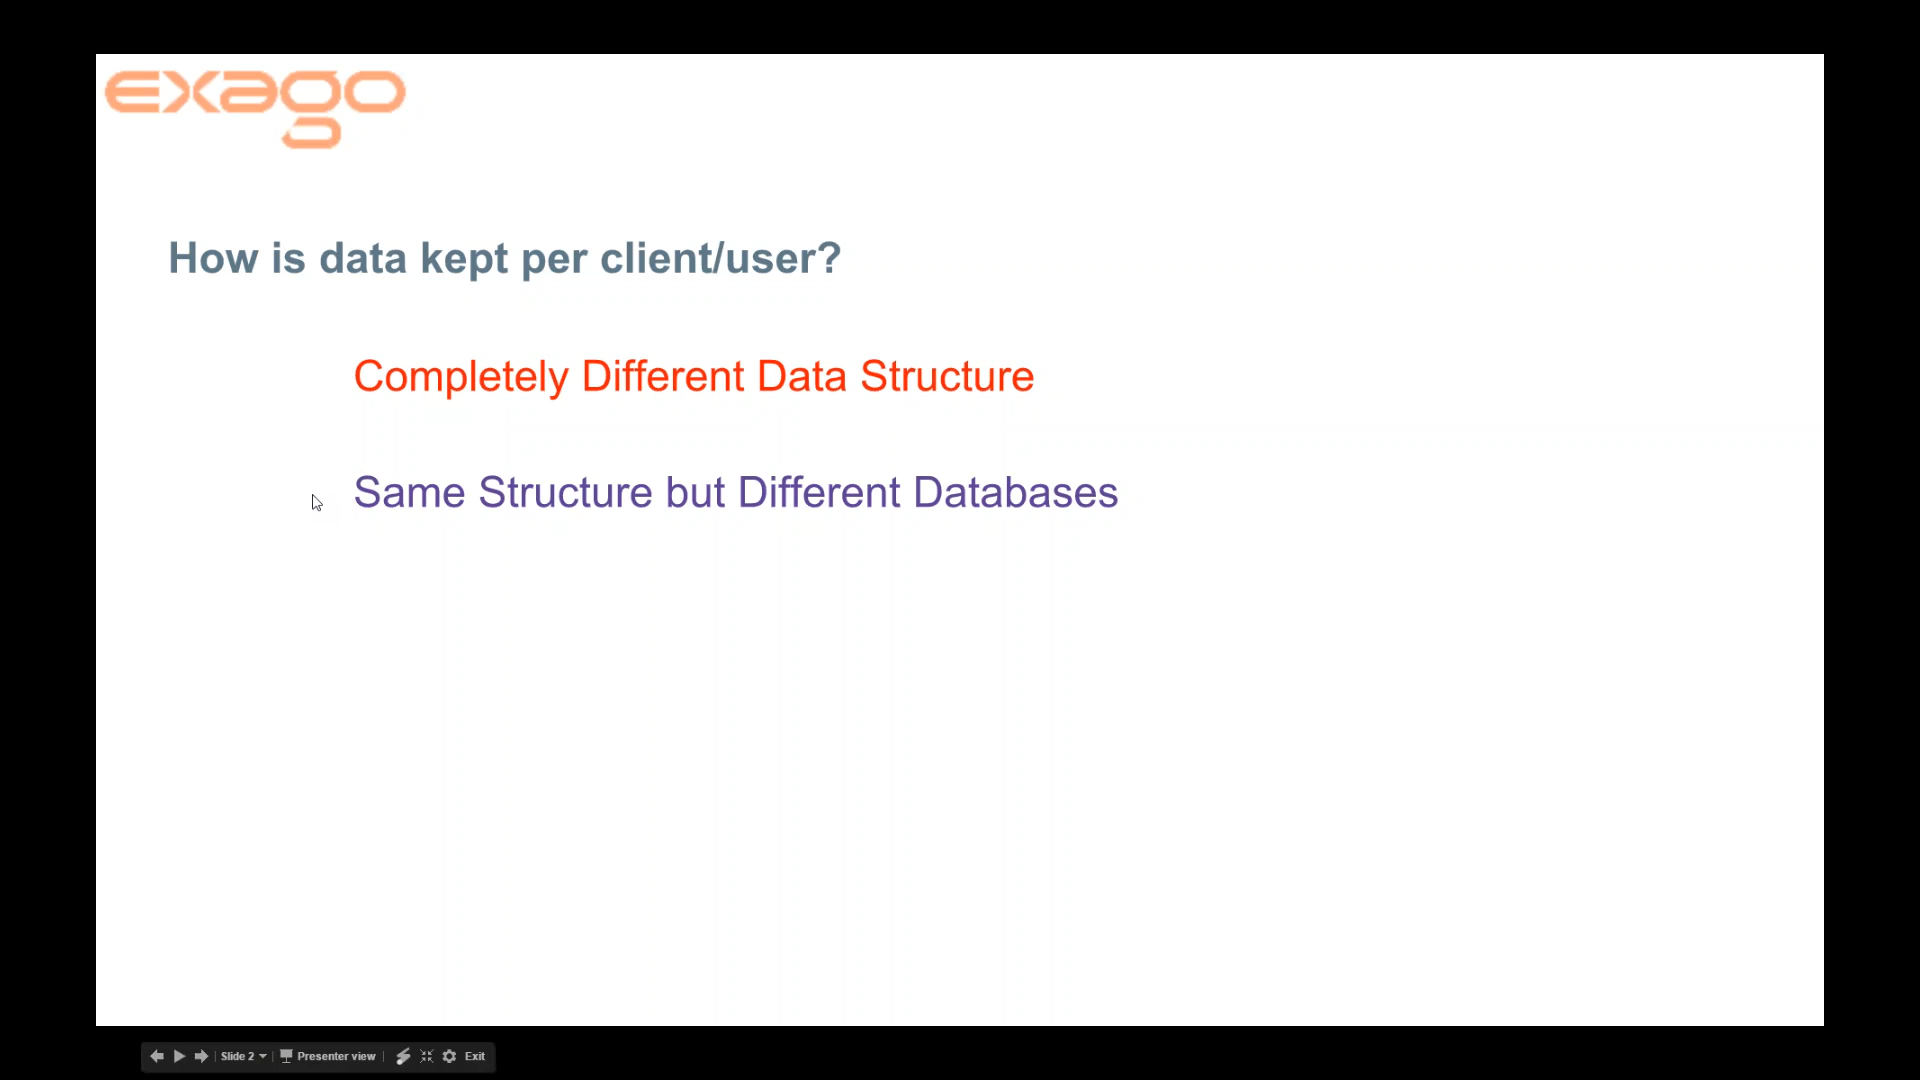 exago
How is data kept per client/user?
Completely Different Data Structure
Same Structure but Different Databases
Slide 2 Presenter view Exit